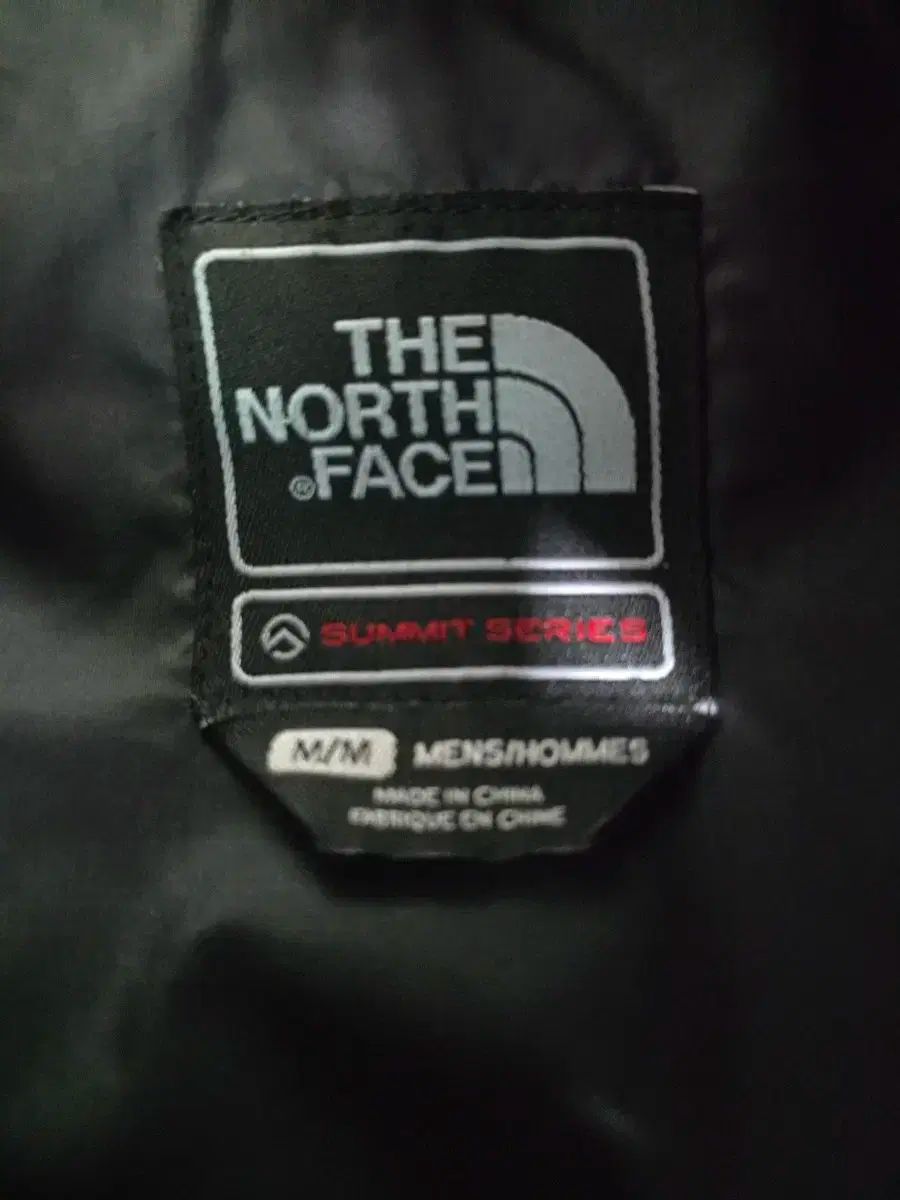 THE
NORTH
®FACE
SUMMIT SERIES
M/M MENS/HOMMES
MADE IN CHINA
FABRIQUE EN CHINE